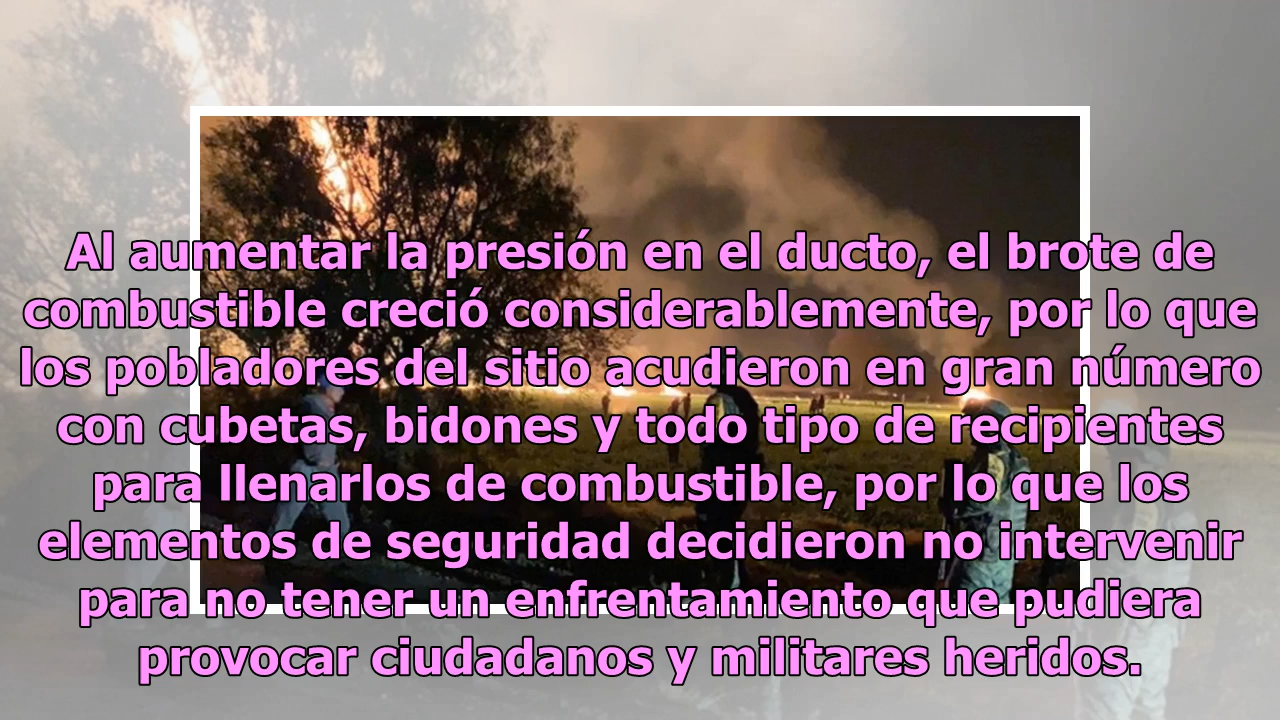 Al aumentar la presión en el ducto, el brote de
combustible creció considerablemente, por lo que
los pobladores del sitio acudieron en gran número
con cubetas, bidones y todo tipo de recipientes
para llenarlos de combustible, por lo que los
elementos de seguridad decidieron no intervenir
para no tener un enfrentamiento que pudiera
provocar ciudadanos y militares heridos.